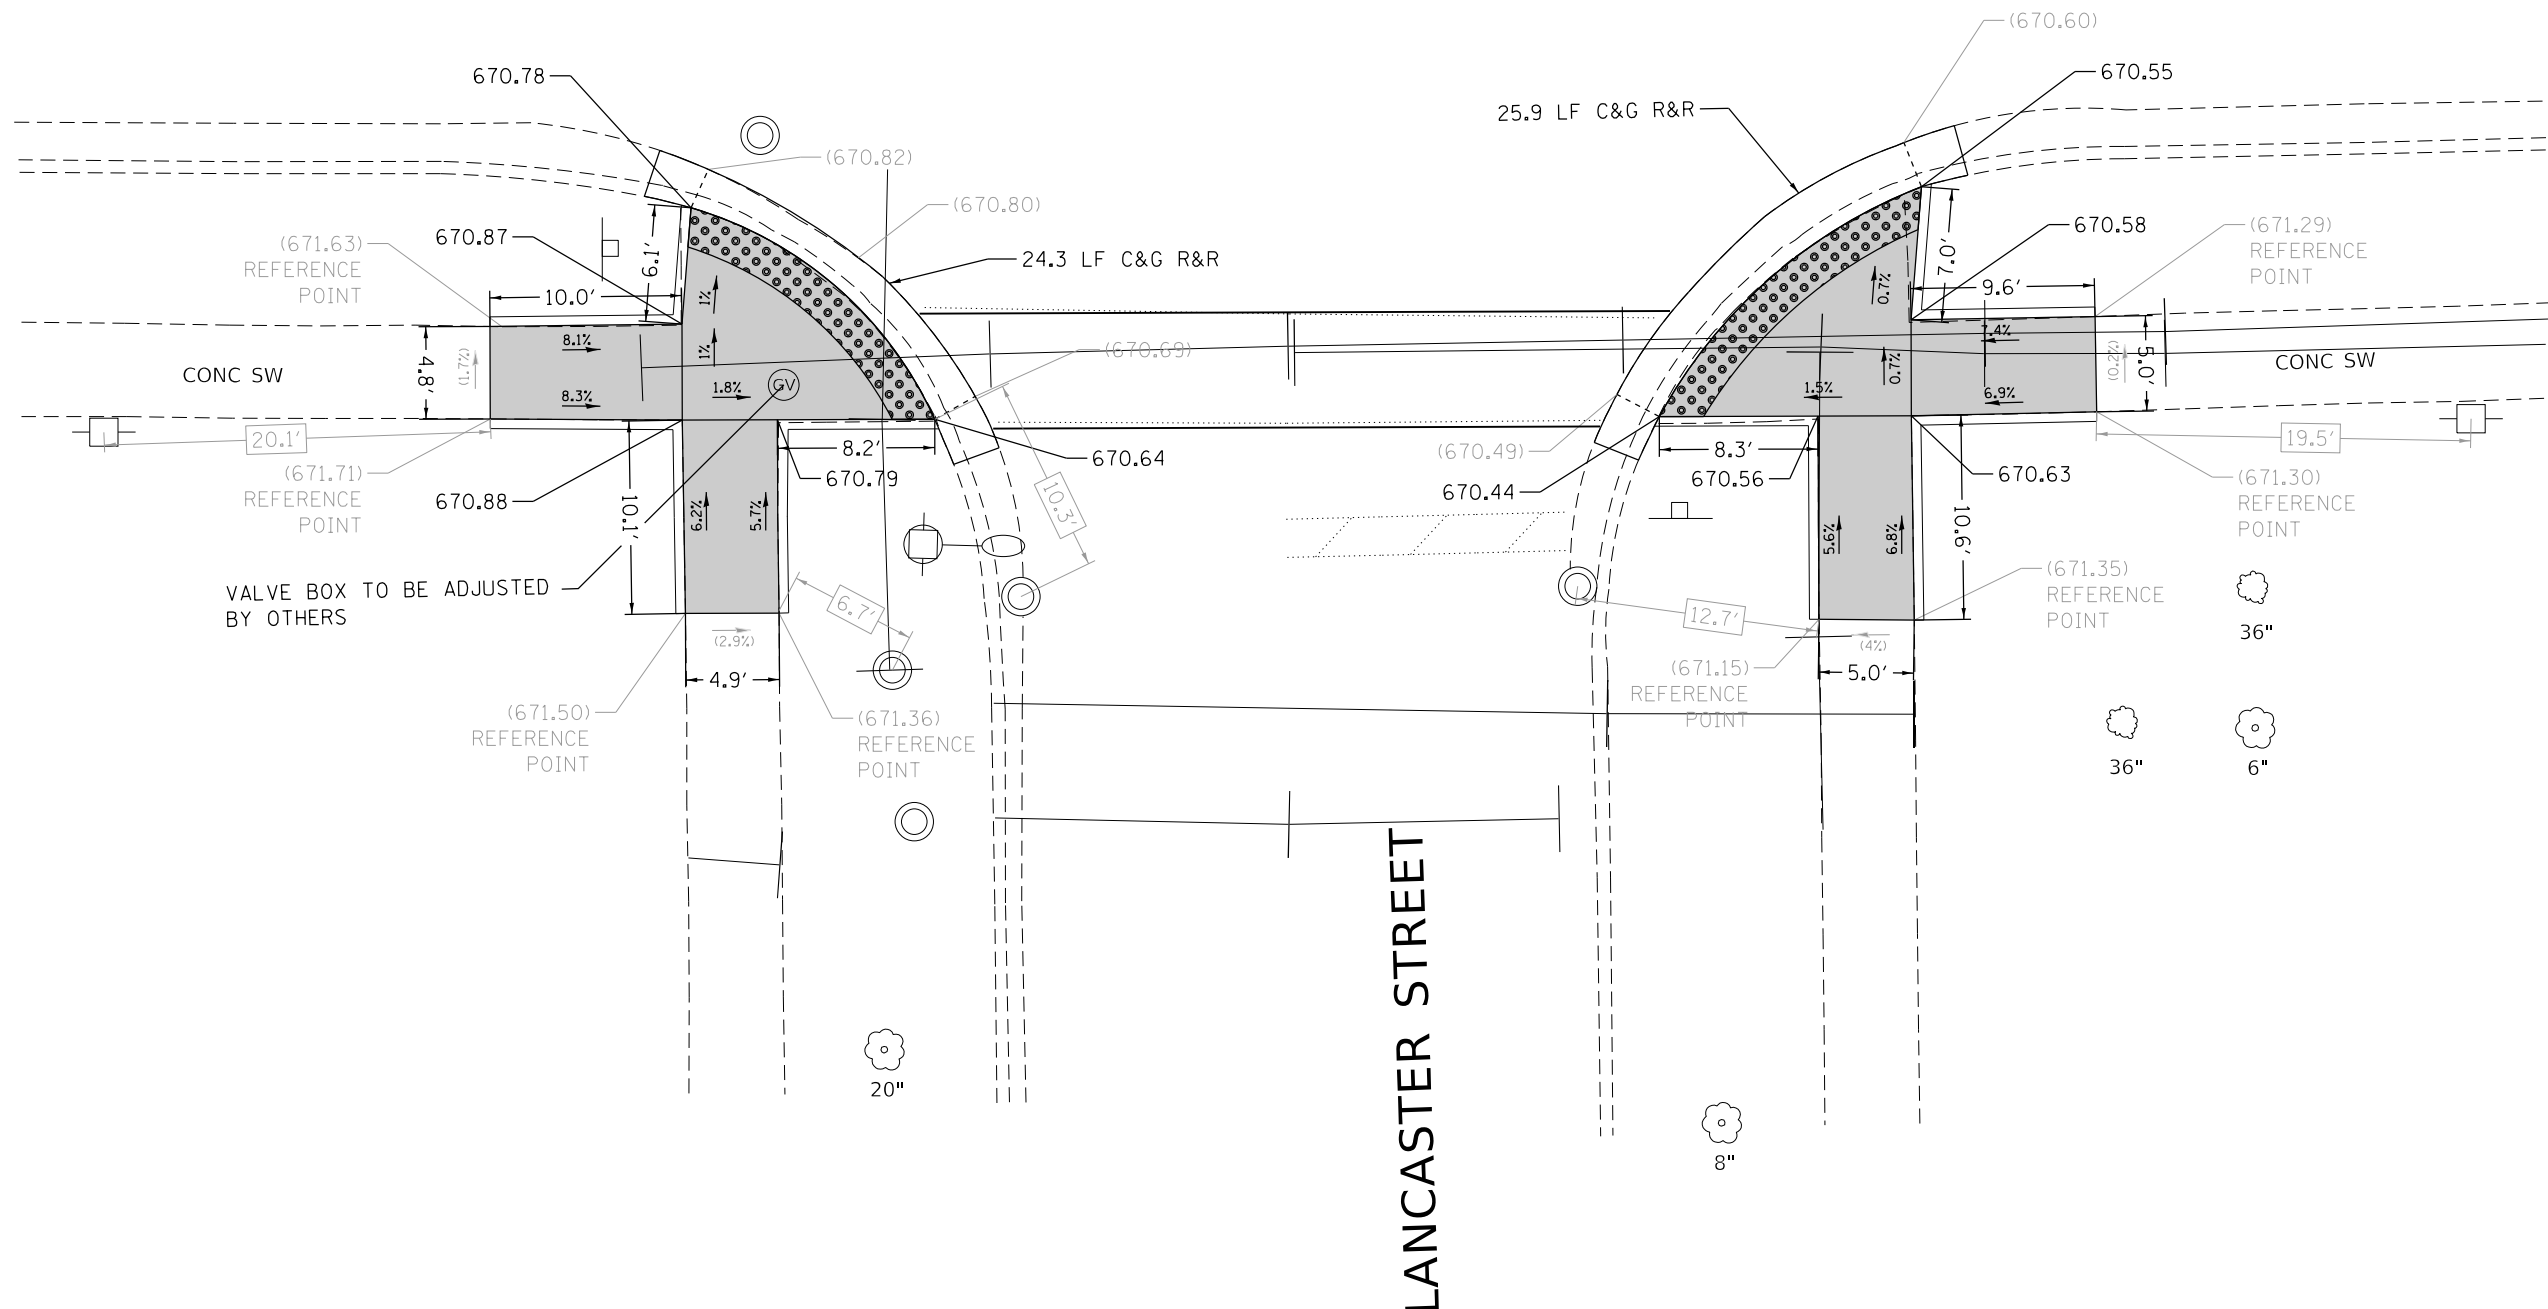 (670.60)
670.78
670.55
25.9 LF C&G R&R
(670.82)
(670.80)
670.87
(671.63)
REFERENCE
POINT
6.1'
24.3 LF C&G R&R
7.0'
670.58
(671.29)
REFERENCE
POINT
10.0'
1%
0.7%
9.6'
8.1%
1%
(670.69)
7.4%
CONC SW
(1.7%)
4.8'
8.3%
1.8%
GV
1.5%
0.7%
6.9%
(0.2%)
5.0'
CONC SW
20.1'
8.2'
670.64
(670.49)
8.3'
19.5'
(671.71)
REFERENCE
POINT
670.88
670.79
670.44
670.56
670.63
(671.30)
REFERENCE
POINT
10.1'
6.2%
5.7%
10.3'
5.6%
6.8%
10.6'
VALVE BOX TO BE ADJUSTED
BY OTHERS
6.7'
12.7'
(671.35)
REFERENCE
POINT
36"
(2.9%)
(4%)
4.9'
(671.15)
REFERENCE
POINT
5.0'
(671.50)
REFERENCE
POINT
(671.36)
REFERENCE
POINT
36"
6"
LANCASTER STREET
20"
8"